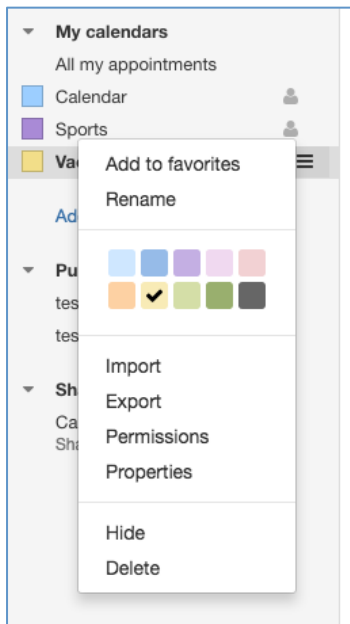 My calendars
All my appointments
Calendar
Sports
Add to favorites
Rename
Import
Export
Permissions
Properties
Hide
Delete